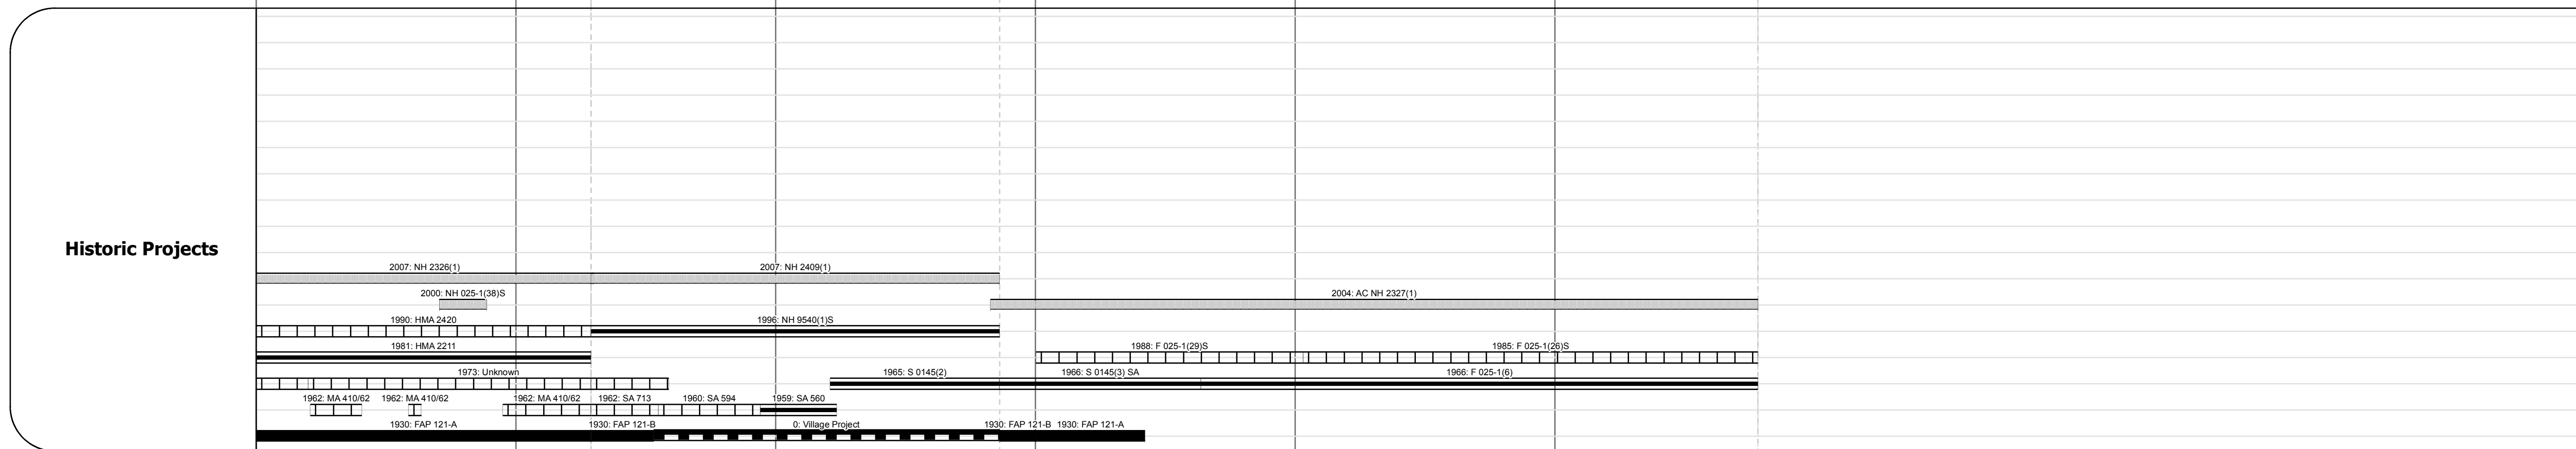 Historic Projects
2007: NH 2326(1) 2007: NH 2409(1)
2000: NH 025-1(38)S 2004: AC NH 2327(1)
1990: HMA 2420 1996: NH 9540(1)S
1981: HMA 2211 1988: F 025-1(29)S 1985: F 025-1(26)S
1973: Unknown 1965: S 0145(2) 1966: S 0145(3) SA 1966: F 025-1(6)
1962: MA 410/62 1962: MA 410/62 1962: MA 410/62 1962: SA 713 1960: SA 594 1959: SA 560
1930: FAP 121-A 1930: FAP 121-B 0: Village Project 1930: FAP 121-B 1930: FAP 121-A